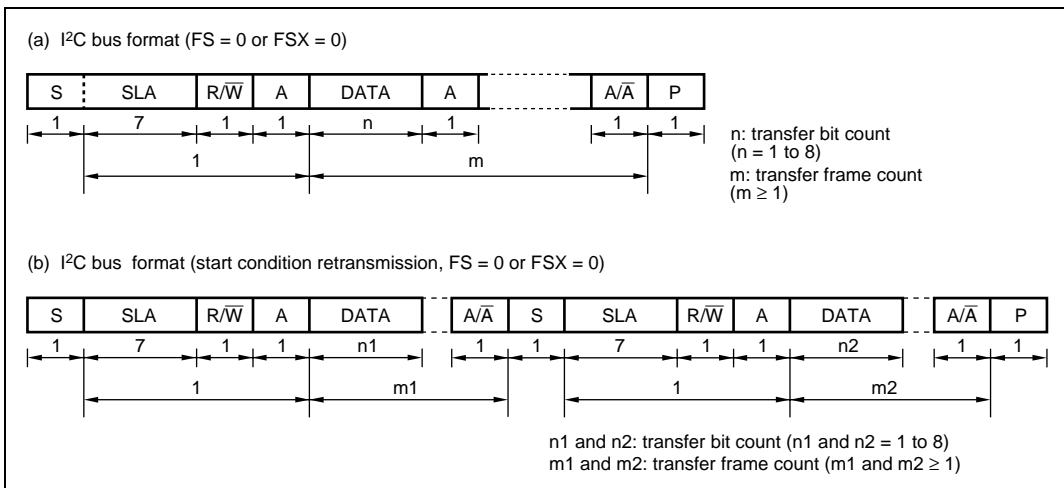 (a) I²C bus format (FS = 0 or FSX = 0)
S SLA R/W̅ A DATA A A/A̅ P
1 7 1 1 n 1 1 1
1 m
n: transfer bit count
(n = 1 to 8)
m: transfer frame count
(m ≥ 1)
(b) I²C bus format (start condition retransmission, FS = 0 or FSX = 0)
S SLA R/W̅ A DATA A/A̅ S SLA R/W̅ A DATA A/A̅ P
1 7 1 1 n1 1 1 7 1 1 n2 1 1
1 m1 1 m2
n1 and n2: transfer bit count (n1 and n2 = 1 to 8)
m1 and m2: transfer frame count (m1 and m2 ≥ 1)